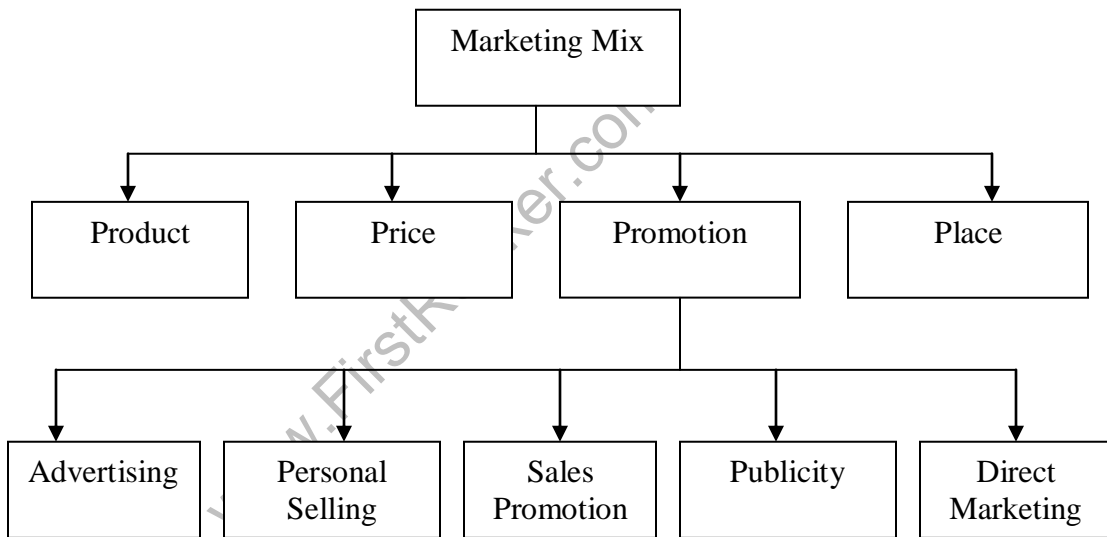 Marketing Mix
Product
Price
Promotion
Place
Advertising
Personal
Selling
Sales
Promotion
Publicity
Direct
Marketing